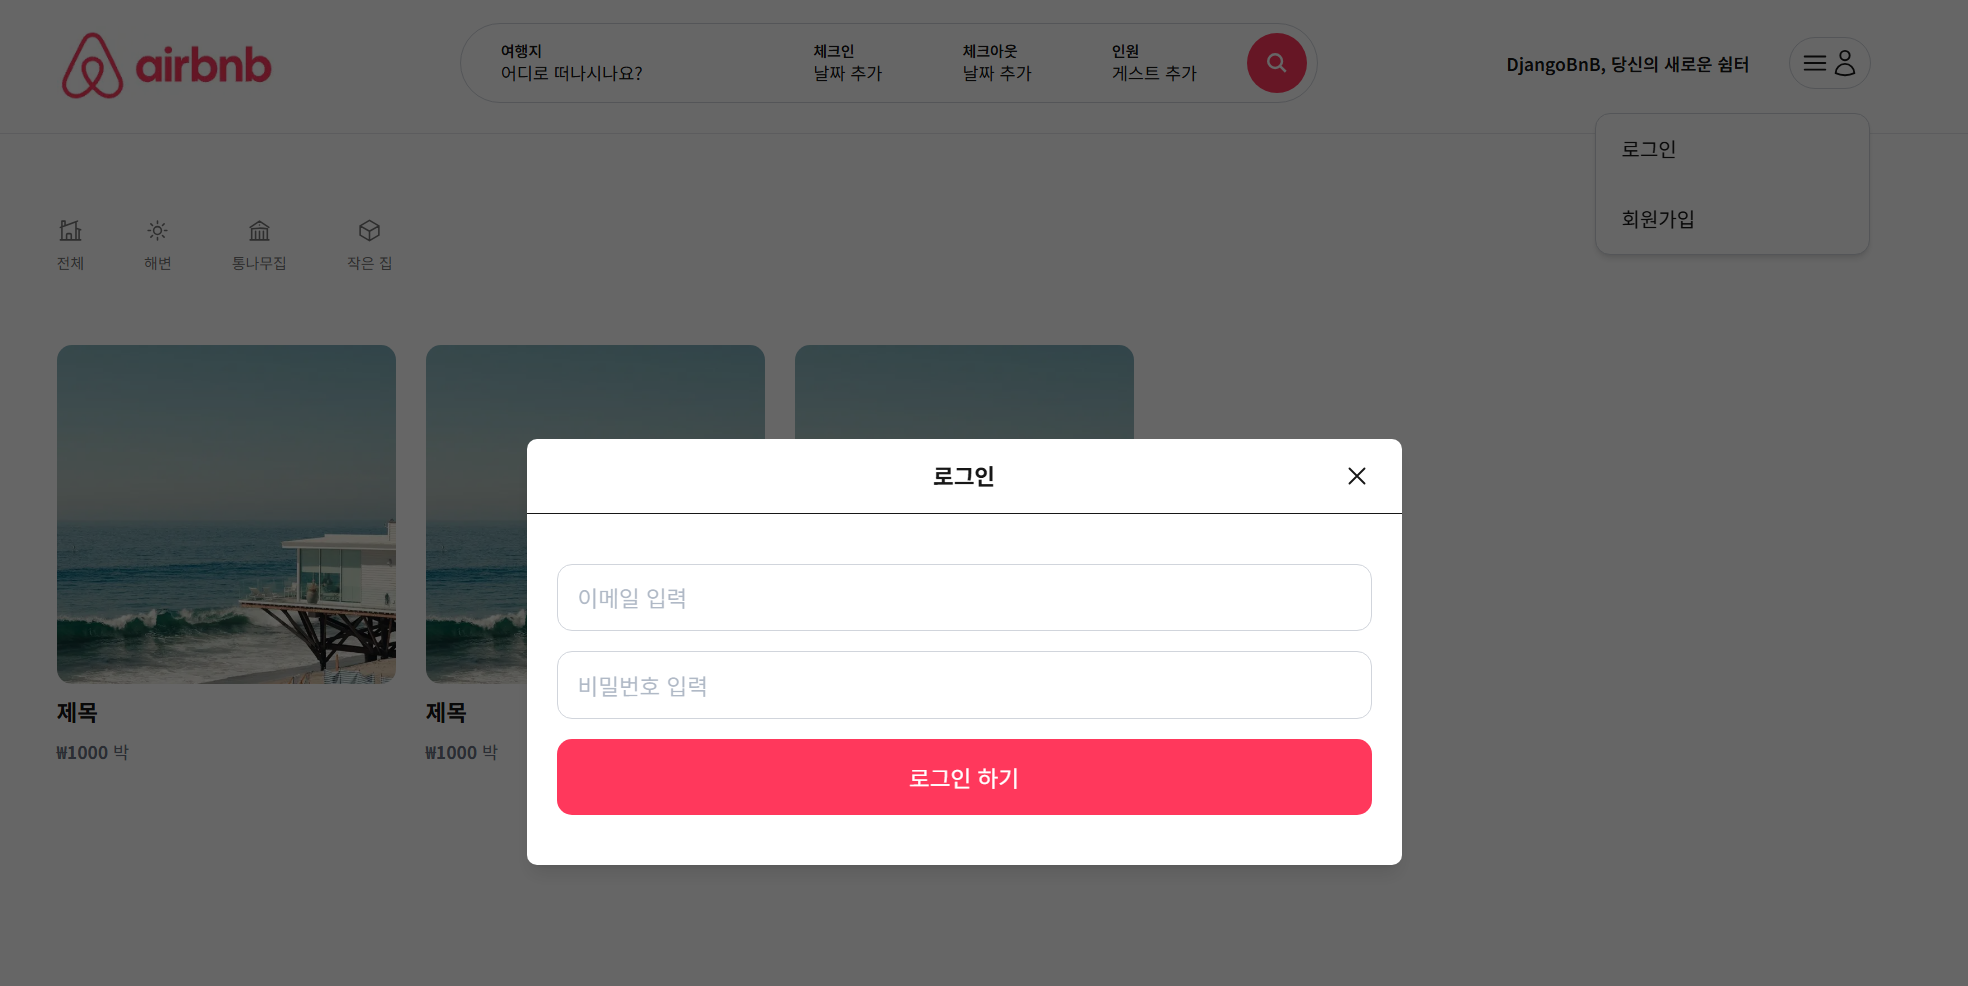 airbnb
여행지
어디로 떠나시나요?
체크인
날짜 추가
체크아웃
날짜 추가
인원
게스트 추가
DjangoBnB, 당신의 새로운 쉼터
로그인
회원가입
전체
해변
통나무집
작은 집
로그인
이메일 입력
비밀번호 입력
로그인 하기
제목
₩1000 박
제목
₩1000 박